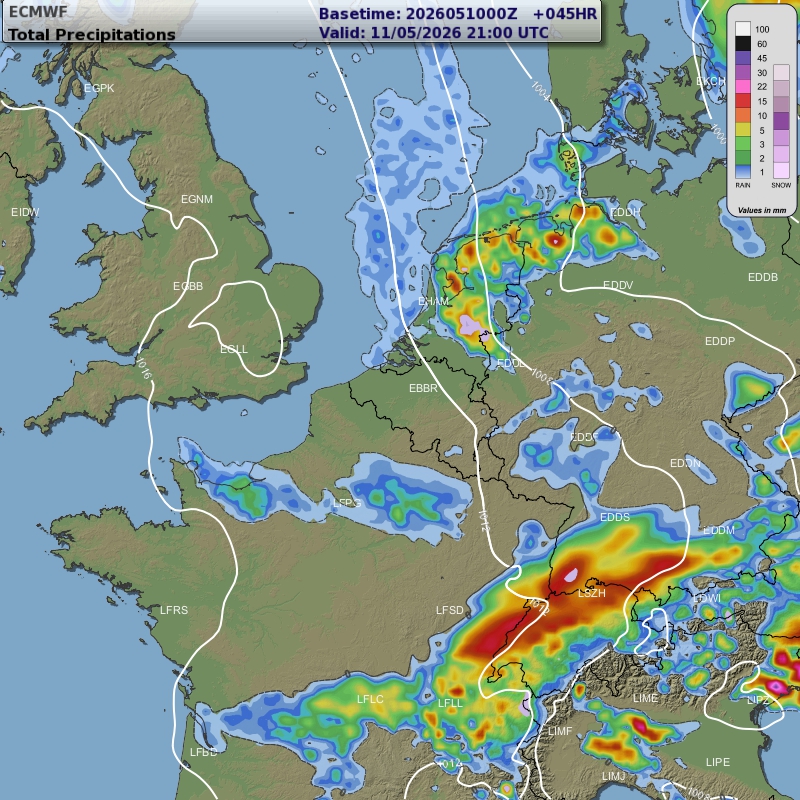 ECMWF
Basetime: 2026051000Z +045HR
Total Precipitations
Valid: 11/05/2026 21:00 UTC
100
60
45
30
22
15
10
5
3
2
1
RAIN
SNOW
Values in mm
EGPK
EKCH
1004
1000
EGNM
EIDW
EDDH
EGBB
EDDV
EDDB
EHAM
EGLL
EDDP
1016
EDDL
EBBR
EDDF
EDDN
LFPG
1012
EDDS
EDDM
LSZH
LOWI
LFRS
LFSD
LFLC
LFLL
LIME
LIPZ
LIMF
LFBD
1012
LIPE
LIMJ
1008